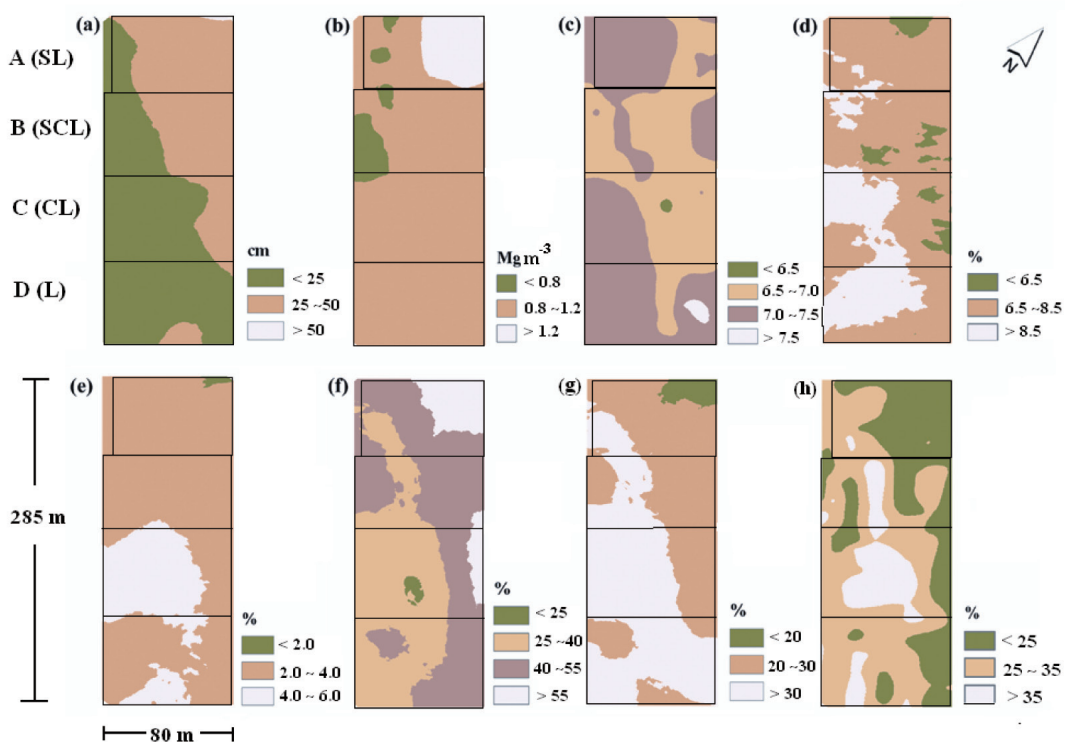 (a)
(b)
(c)
(d)
N
A (SL)
B (SCL)
C (CL)
D (L)
cm
< 25
25 ~50
> 50
Mg m⁻³
< 0.8
0.8 ~1.2
> 1.2
< 6.5
6.5 ~7.0
7.0 ~7.5
> 7.5
%
< 6.5
6.5 ~8.5
> 8.5
(e)
(f)
(g)
(h)
285 m
80 m
%
< 2.0
2.0 ~ 4.0
4.0 ~ 6.0
%
< 25
25 ~40
40 ~55
> 55
%
< 20
20 ~30
> 30
%
< 25
25 ~ 35
> 35